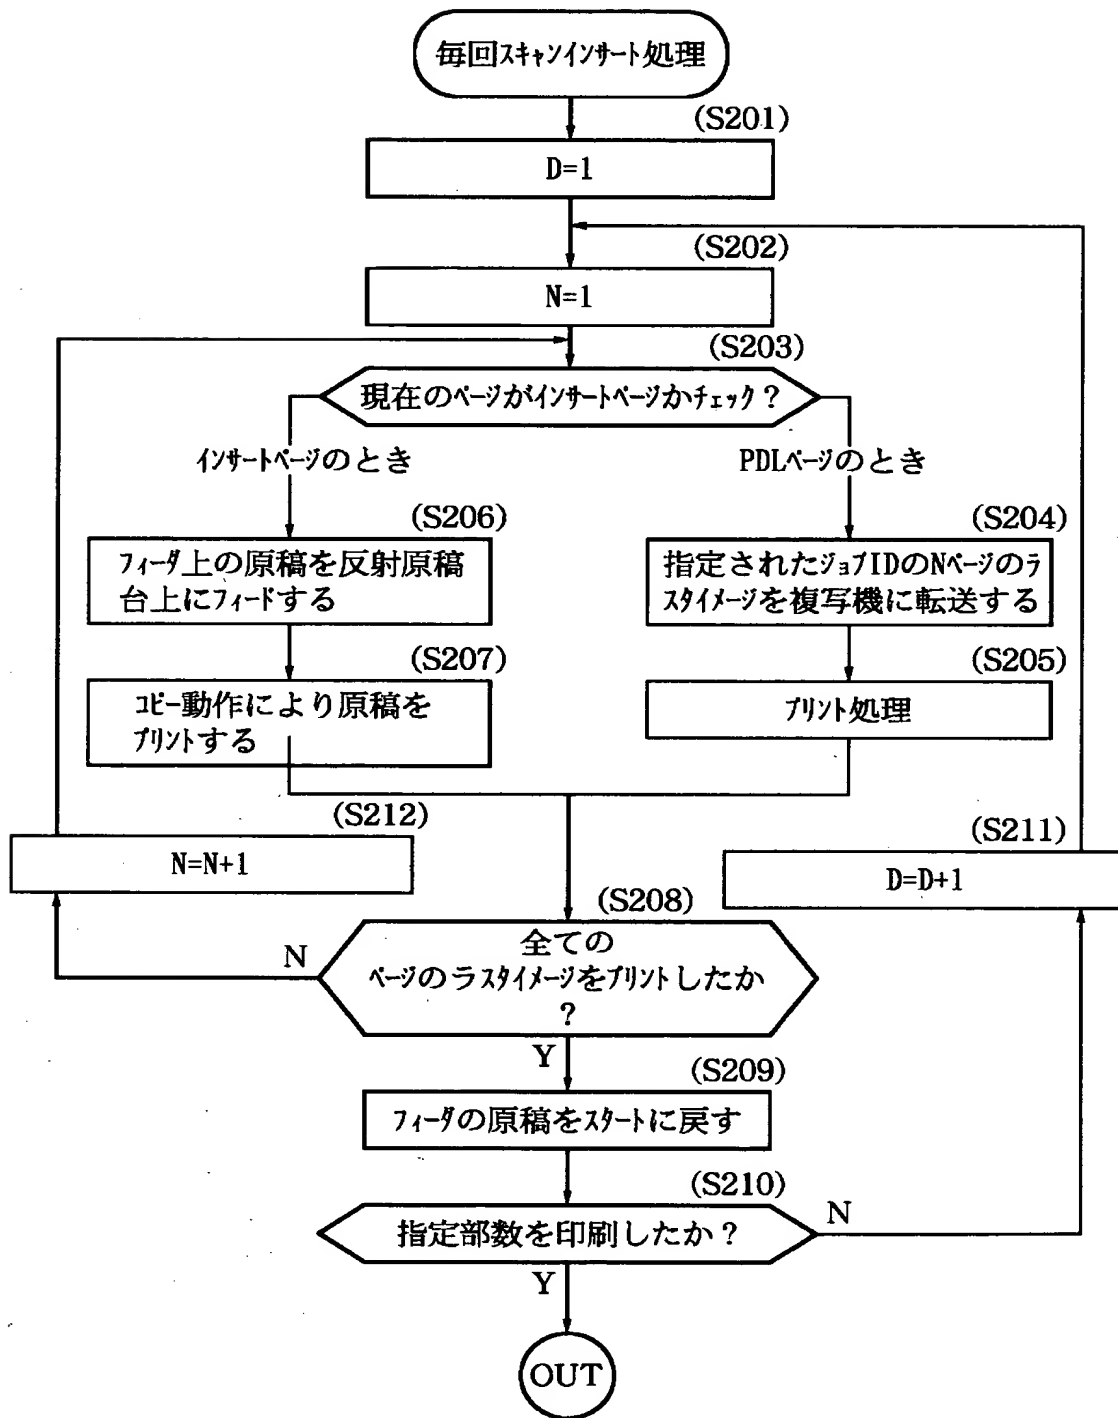 毎回ｽｷｬﾝｲﾝｻｰﾄ処理
(S201)
D=1
(S202)
N=1
(S203)
現在のﾍﾟｰｼﾞがｲﾝｻｰﾄﾍﾟｰｼﾞかﾁｪｯｸ?
ｲﾝｻｰﾄﾍﾟｰｼﾞのとき
PDLﾍﾟｰｼﾞのとき
(S206)
ﾌｨｰﾀﾞ上の原稿を反射原稿
台上にﾌｨｰﾄﾞする
(S204)
指定されたｼﾞｮﾌﾞIDのNﾍﾟｰｼﾞのﾗ
ｽﾀｲﾒｰｼﾞを複写機に転送する
(S207)
ｺﾋﾟｰ動作により原稿を
ﾌﾟﾘﾝﾄする
(S205)
ﾌﾟﾘﾝﾄ処理
(S212)
N=N+1
(S211)
D=D+1
(S208)
全ての
ﾍﾟｰｼﾞのﾗｽﾀｲﾒｰｼﾞをﾌﾟﾘﾝﾄしたか
?
N
Y
(S209)
ﾌｨｰﾀﾞの原稿をｽﾀｰﾄに戻す
(S210)
指定部数を印刷したか?
N
Y
OUT